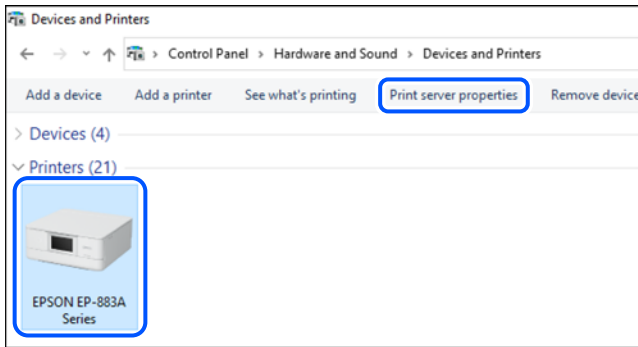 Devices and Printers
Control Panel > Hardware and Sound > Devices and Printers
Add a device Add a printer See what's printing Print server properties Remove device
Devices (4)
Printers (21)
EPSON EP-883A
Series